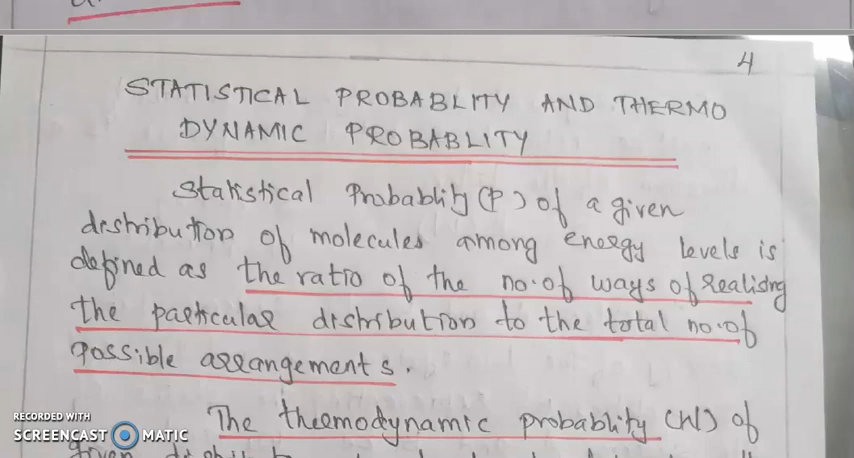 4
STATISTICAL PROBABLITY AND THERMO
DYNAMIC PROBABLITY
Statistical Probablity (P) of a given
distribution of molecules among energy levels is
defined as the ratio of the no. of ways of Realising
the particular distribution to the total no. of
possible arrangements.
The thermodynamic probablity (W) of
given
RECORDED WITH
SCREENCAST MATIC